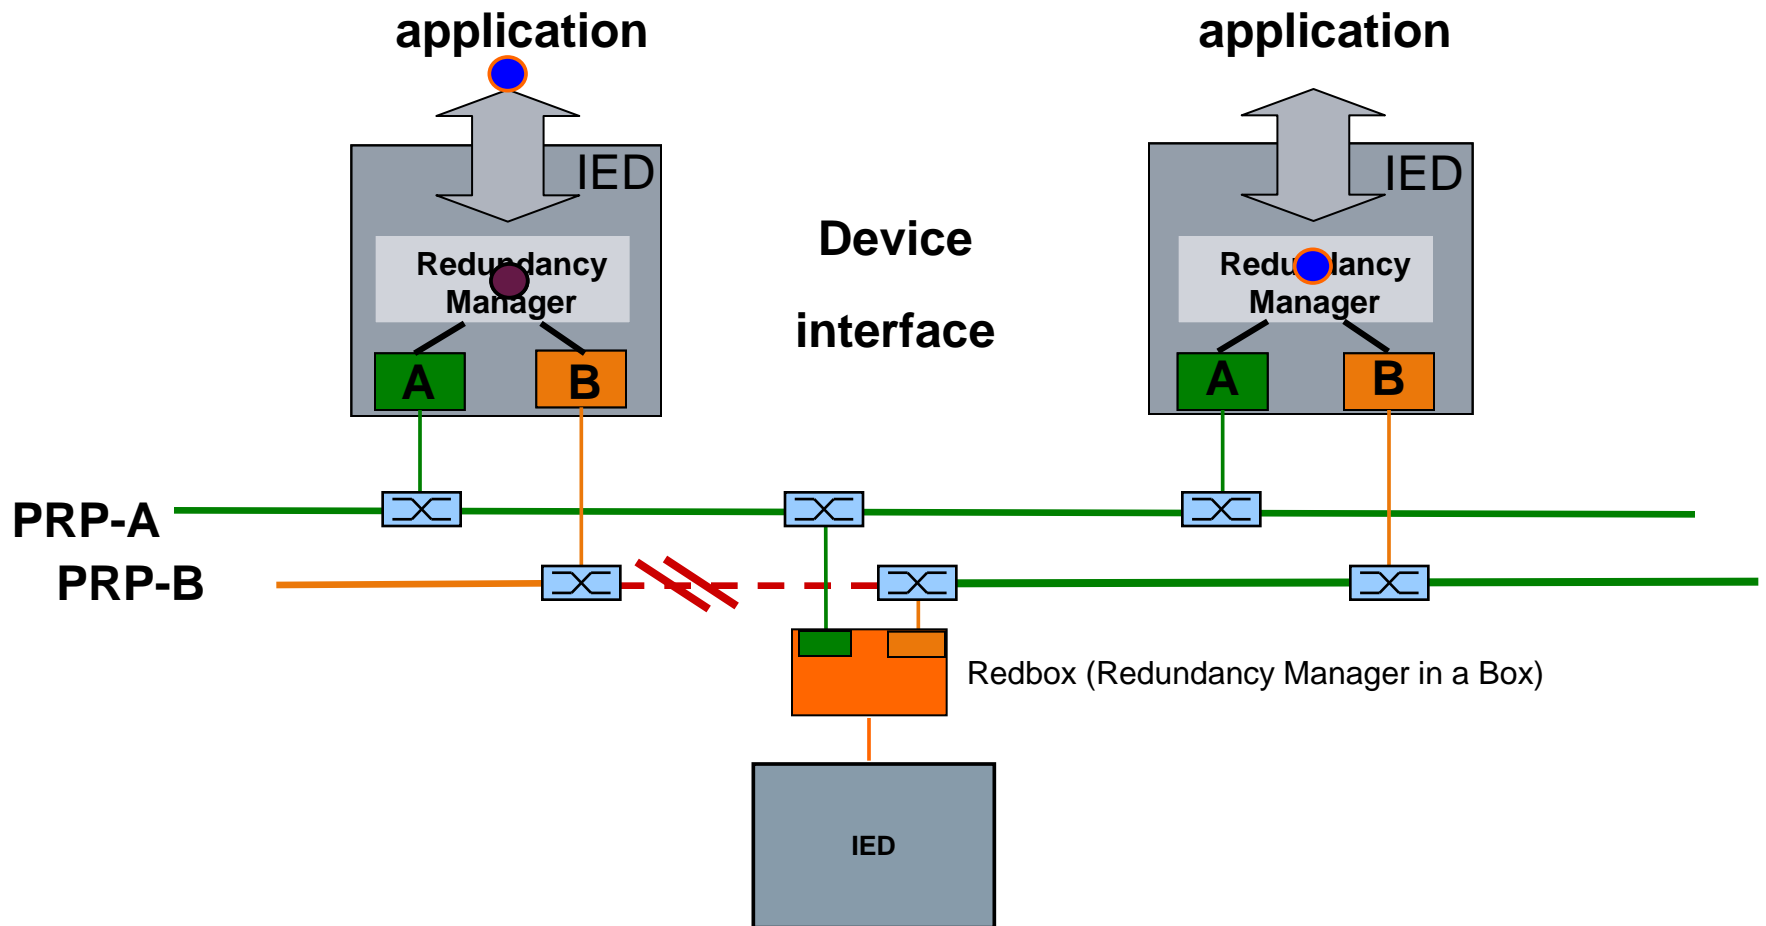 application
application
IED
IED
Device
interface
Redundancy
Manager
Redundancy
Manager
A
B
A
B
PRP-A
PRP-B
Redbox (Redundancy Manager in a Box)
IED